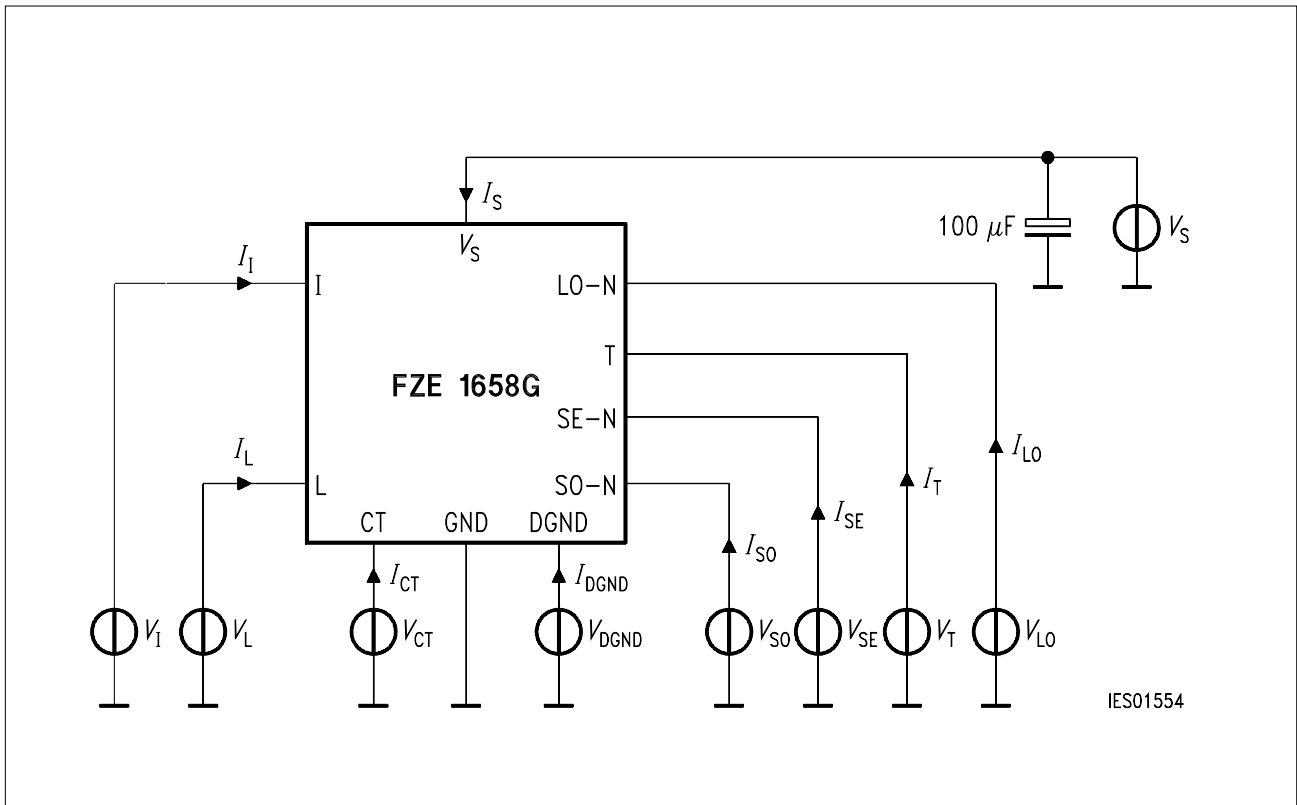 I_S
100 µF
V_S
V_S
I_I
I
LO–N
T
FZE 1658G
SE–N
I_L
I_LO
I_T
L
SO–N
I_SE
CT GND DGND
I_SO
I_CT
I_DGND
V_I V_L V_CT V_DGND V_SO V_SE V_T V_LO
IES01554